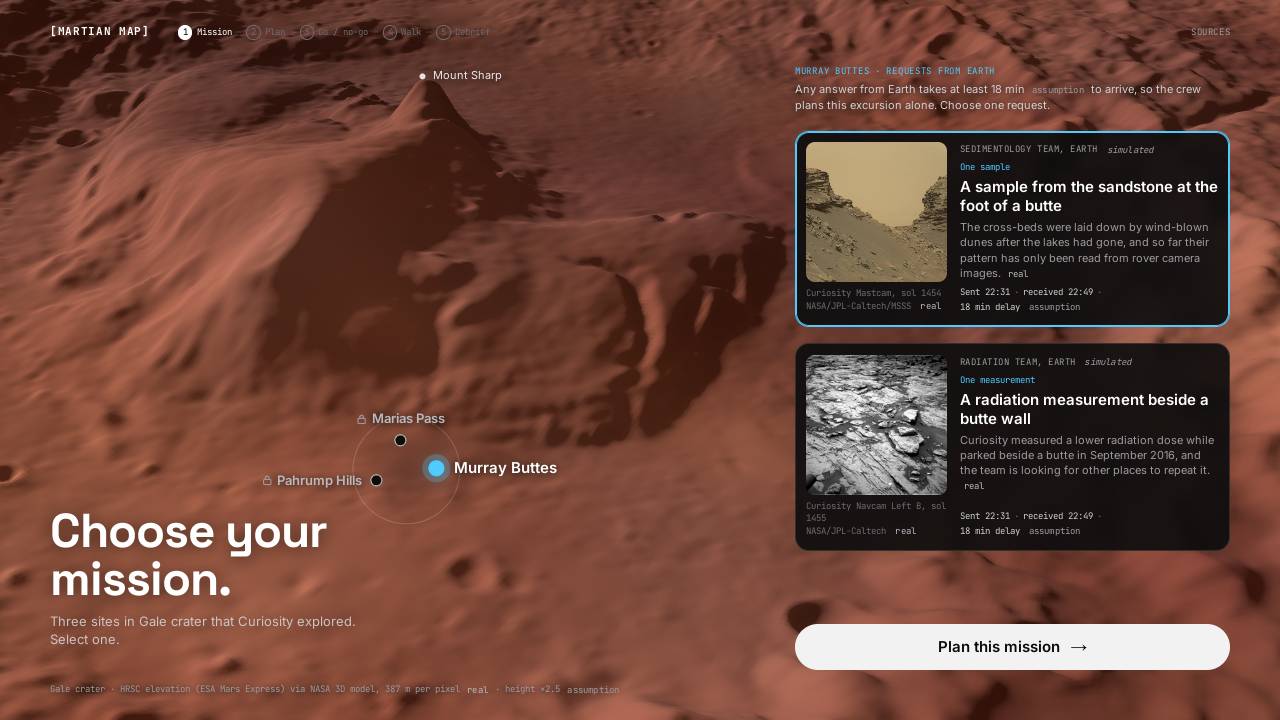 [MARTIAN MAP]
1 Mission
2 Plan
3 Go / no-go
4 Walk
5 Debrief
SOURCES
Mount Sharp
MURRAY BUTTES · REQUESTS FROM EARTH
Any answer from Earth takes at least 18 min assumption to arrive, so the crew
plans this excursion alone. Choose one request.
SEDIMENTOLOGY TEAM, EARTH simulated
One sample
A sample from the sandstone at the
foot of a butte
The cross-beds were laid down by wind-blown
dunes after the lakes had gone, and so far their
pattern has only been read from rover camera
images. real
Curiosity Mastcam, sol 1454
NASA/JPL-Caltech/MSSS real
Sent 22:31 · received 22:49 ·
18 min delay assumption
RADIATION TEAM, EARTH simulated
One measurement
A radiation measurement beside a
butte wall
Curiosity measured a lower radiation dose while
parked beside a butte in September 2016, and
the team is looking for other places to repeat it.
real
Curiosity Navcam Left B, sol
1455
NASA/JPL-Caltech real
Sent 22:31 · received 22:49 ·
18 min delay assumption
Marias Pass
Murray Buttes
Pahrump Hills
Choose your
mission.
Three sites in Gale crater that Curiosity explored.
Select one.
Plan this mission →
Gale crater · HRSC elevation (ESA Mars Express) via NASA 3D model, 387 m per pixel real · height ×2.5 assumption